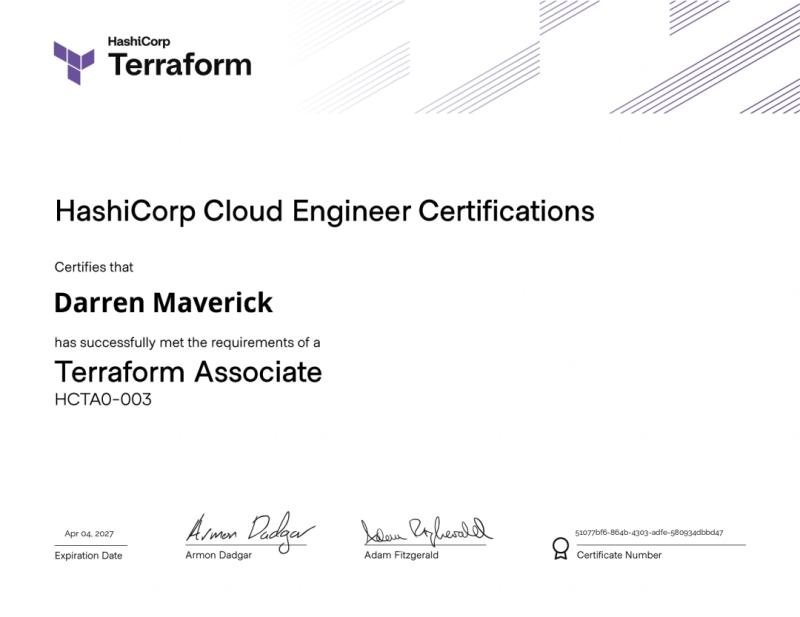 HashiCorp
Terraform
HashiCorp Cloud Engineer Certifications
Certifies that
Darren Maverick
has successfully met the requirements of a
Terraform Associate
HCTA0-003
Apr 04, 2027
Expiration Date
Armon Dadgar
Armon Dadgar
Adam Fitzgerald
Adam Fitzgerald
51077bf6-864b-4303-adfe-580934dbbd47
Certificate Number